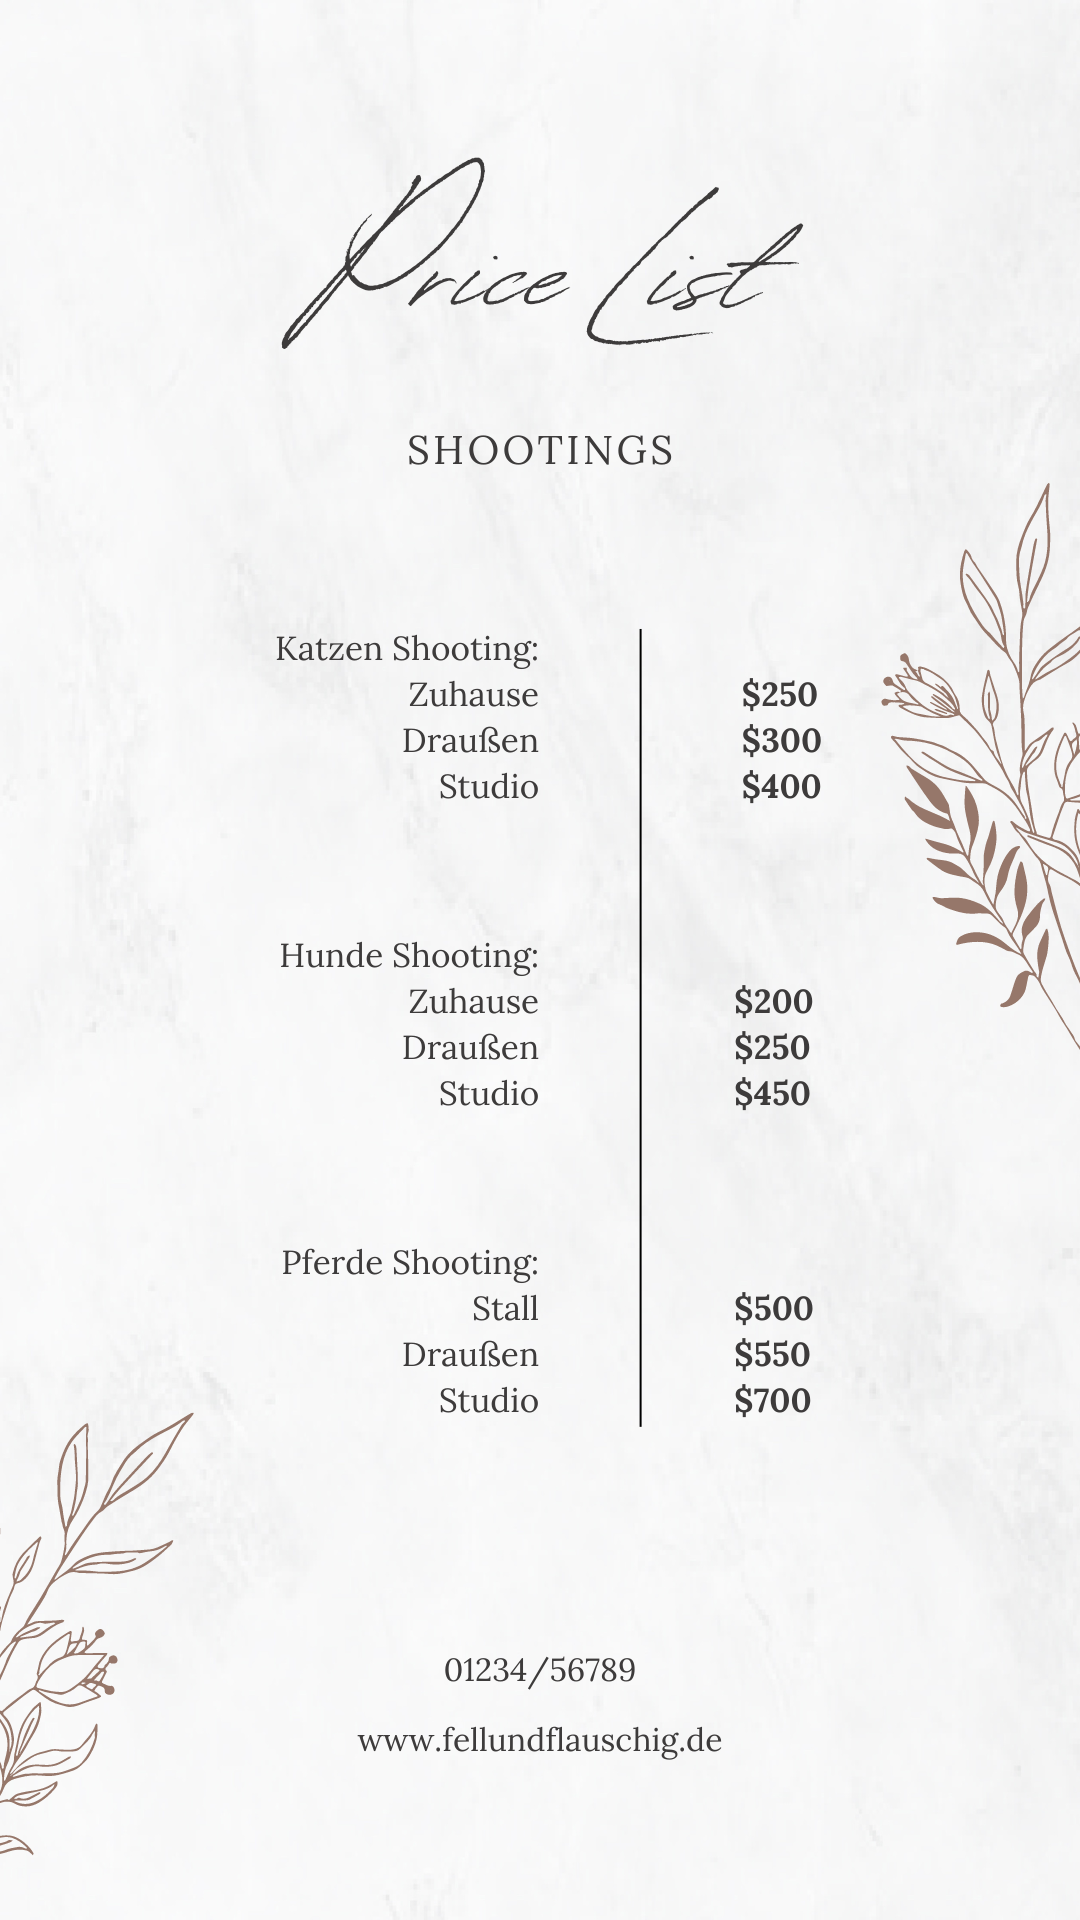 Price List
SHOOTINGS
Katzen Shooting:
Zuhause $250
Draußen $300
Studio $400
Hunde Shooting:
Zuhause $200
Draußen $250
Studio $450
Pferde Shooting:
Stall $500
Draußen $550
Studio $700
01234/56789
www.fellundflauschig.de